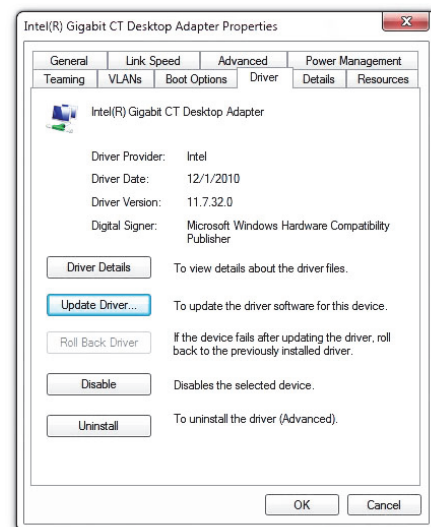 Intel(R) Gigabit CT Desktop Adapter Properties
General Link Speed Advanced Power Management
Teaming VLANs Boot Options Driver Details Resources
Intel(R) Gigabit CT Desktop Adapter
Driver Provider: Intel
Driver Date: 12/1/2010
Driver Version: 11.7.32.0
Digital Signer: Microsoft Windows Hardware Compatibility
Publisher
Driver Details To view details about the driver files.
Update Driver... To update the driver software for this device.
Roll Back Driver If the device fails after updating the driver, roll
back to the previously installed driver.
Disable Disables the selected device.
Uninstall To uninstall the driver (Advanced).
OK Cancel